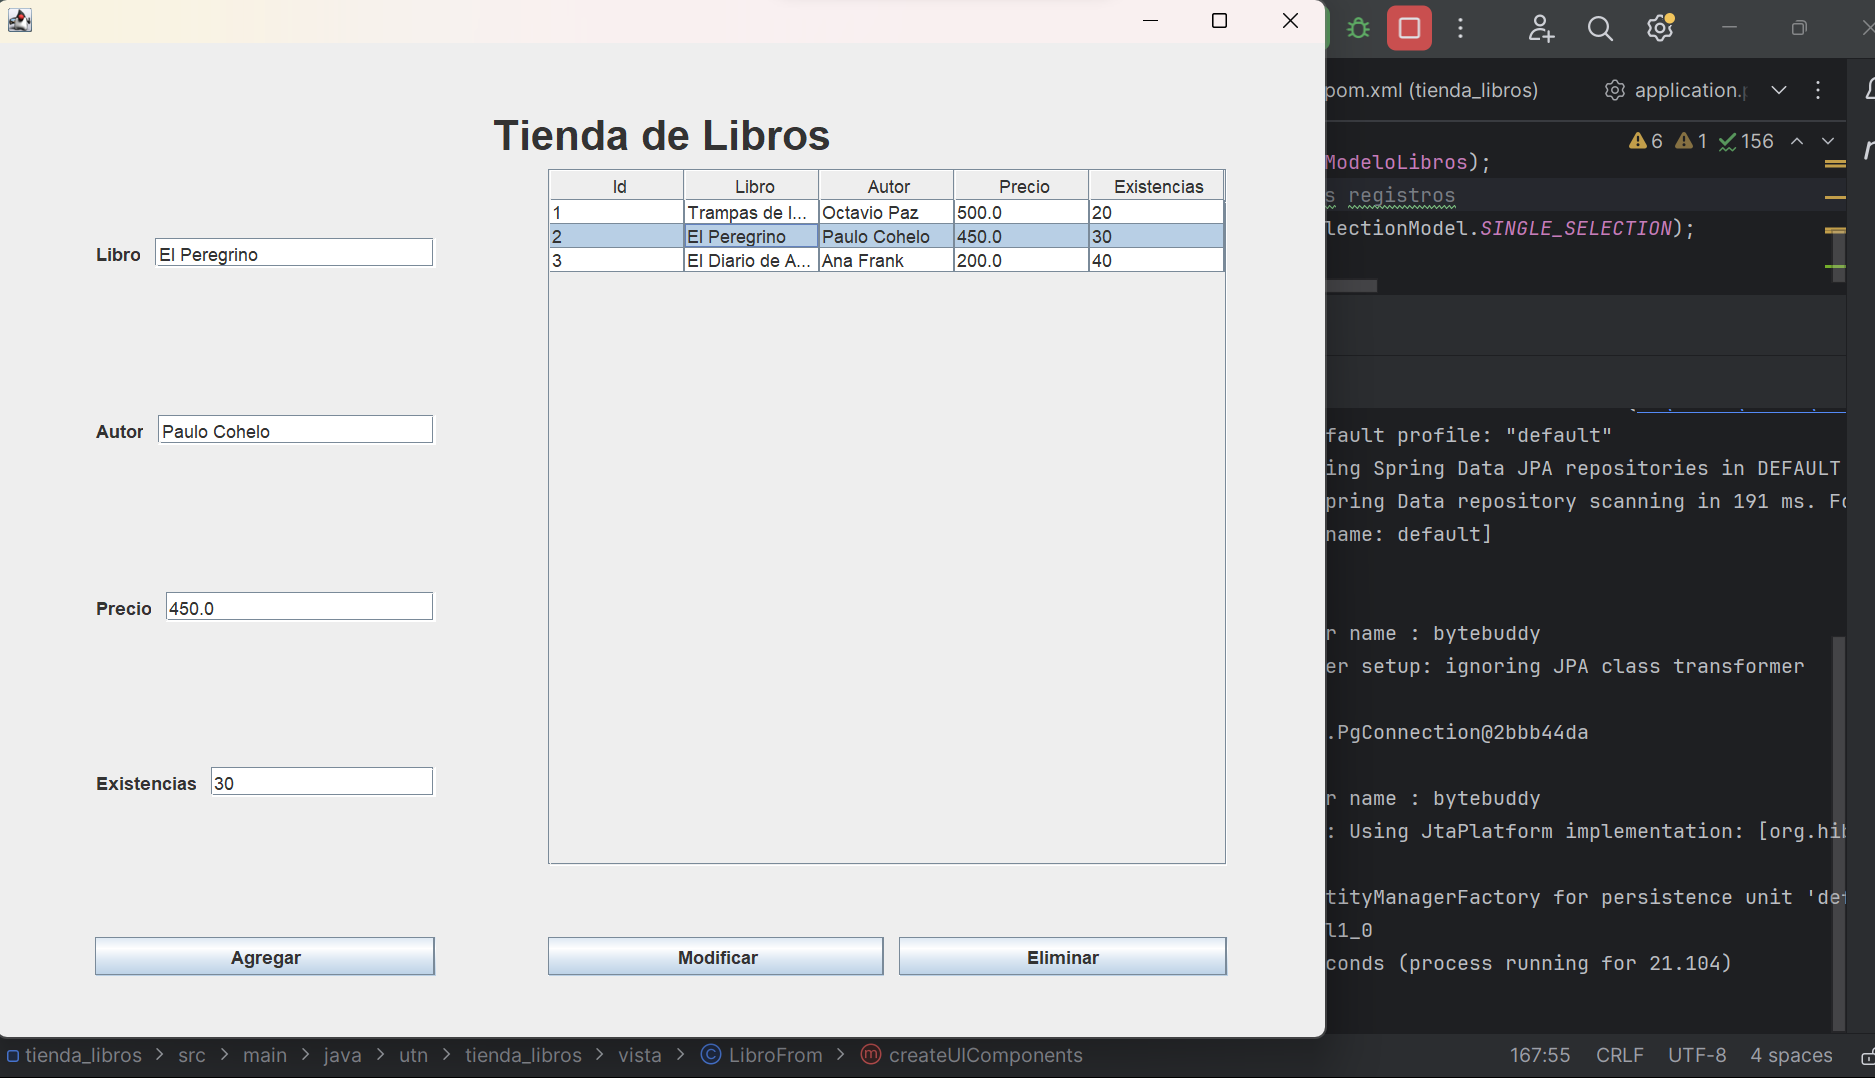 Tienda de Libros
Libro El Peregrino
Autor Paulo Cohelo
Precio 450.0
Existencias 30
Id Libro Autor Precio Existencias
1 Trampas de l... Octavio Paz 500.0 20
2 El Peregrino Paulo Cohelo 450.0 30
3 El Diario de A... Ana Frank 200.0 40
Agregar Modificar Eliminar
pom.xml (tienda_libros) application.
6 1 156
ModeloLibros);
s registros
lectionModel.SINGLE_SELECTION);
fault profile: "default"
ing Spring Data JPA repositories in DEFAULT
pring Data repository scanning in 191 ms. Fo
name: default]
r name : bytebuddy
er setup: ignoring JPA class transformer
.PgConnection@2bbb44da
r name : bytebuddy
: Using JtaPlatform implementation: [org.hib
tityManagerFactory for persistence unit 'def
l1_0
conds (process running for 21.104)
tienda_libros > src > main > java > utn > tienda_libros > vista > LibroFrom > createUIComponents
167:55 CRLF UTF-8 4 spaces